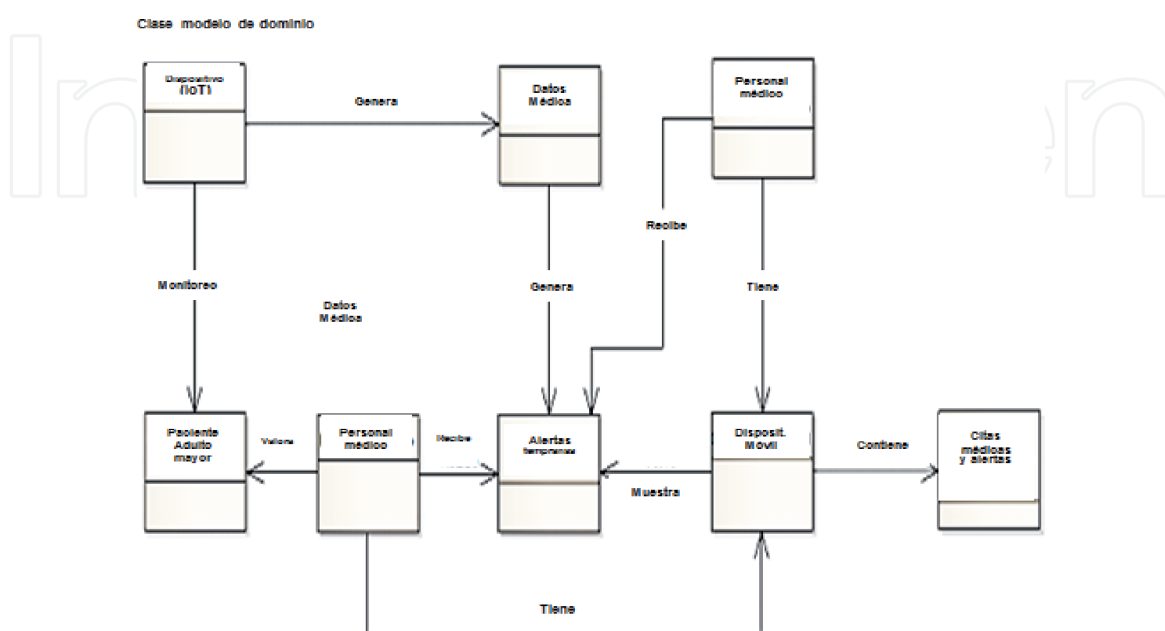 Clase modelo de dominio
Dispositivo
(IoT)
Genera
Datos
Médica
Personal
médico
Recibe
Monitoreo
Genera
Tiene
Datos
Médica
Paciente
Adulto
mayor
Valora
Personal
médico
Recibe
Alertas
tempranas
Muestra
Disposit.
Móvil
Contiene
Citas
médicas
y alertas
Tiene